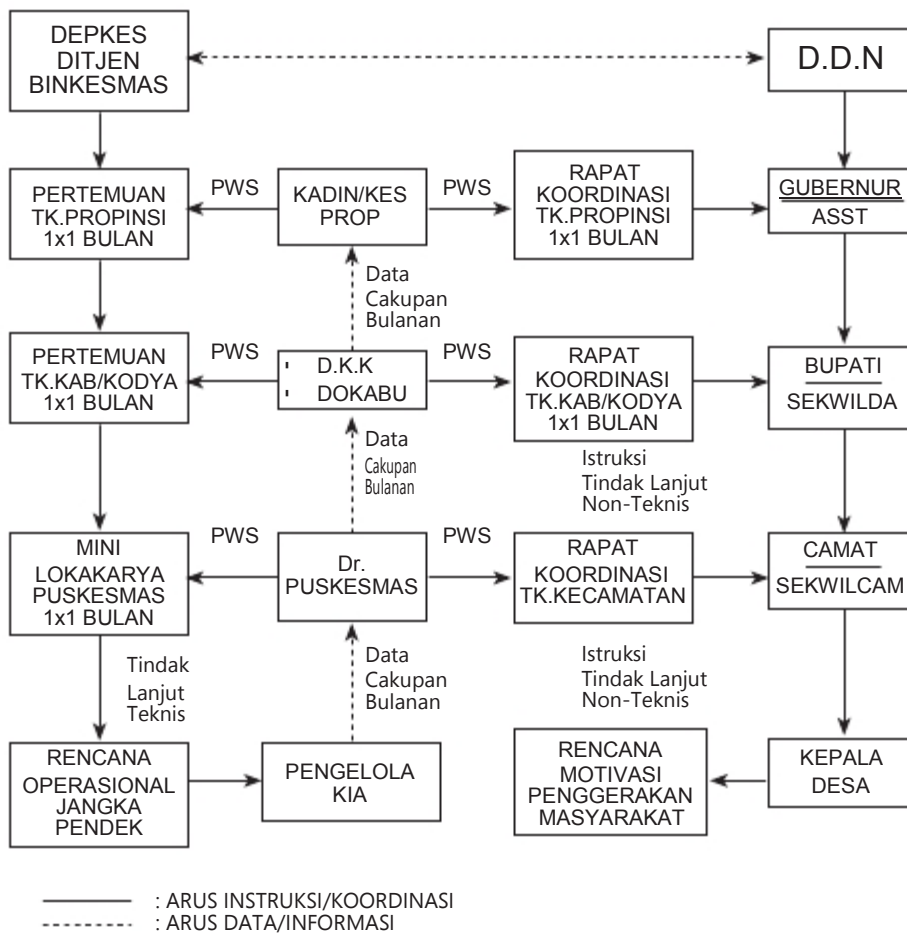 DEPKES
DITJEN
BINKESMAS
D.D.N
PERTEMUAN
TK.PROPINSI
1x1 BULAN
PWS
KADIN/KES
PROP
PWS
RAPAT
KOORDINASI
TK.PROPINSI
1x1 BULAN
GUBERNUR
ASST
Data
Cakupan
Bulanan
PERTEMUAN
TK.KAB/KODYA
1x1 BULAN
PWS
' D.K.K
' DOKABU
PWS
RAPAT
KOORDINASI
TK.KAB/KODYA
1x1 BULAN
BUPATI
SEKWILDA
Data
Cakupan
Bulanan
Istruksi
Tindak Lanjut
Non-Teknis
MINI
LOKAKARYA
PUSKESMAS
1x1 BULAN
PWS
Dr.
PUSKESMAS
PWS
RAPAT
KOORDINASI
TK.KECAMATAN
CAMAT
SEKWILCAM
Tindak
Lanjut
Teknis
Data
Cakupan
Bulanan
Istruksi
Tindak Lanjut
Non-Teknis
RENCANA
OPERASIONAL
JANGKA
PENDEK
PENGELOLA
KIA
RENCANA
MOTIVASI
PENGGERAKAN
MASYARAKAT
KEPALA
DESA
: ARUS INSTRUKSI/KOORDINASI
: ARUS DATA/INFORMASI